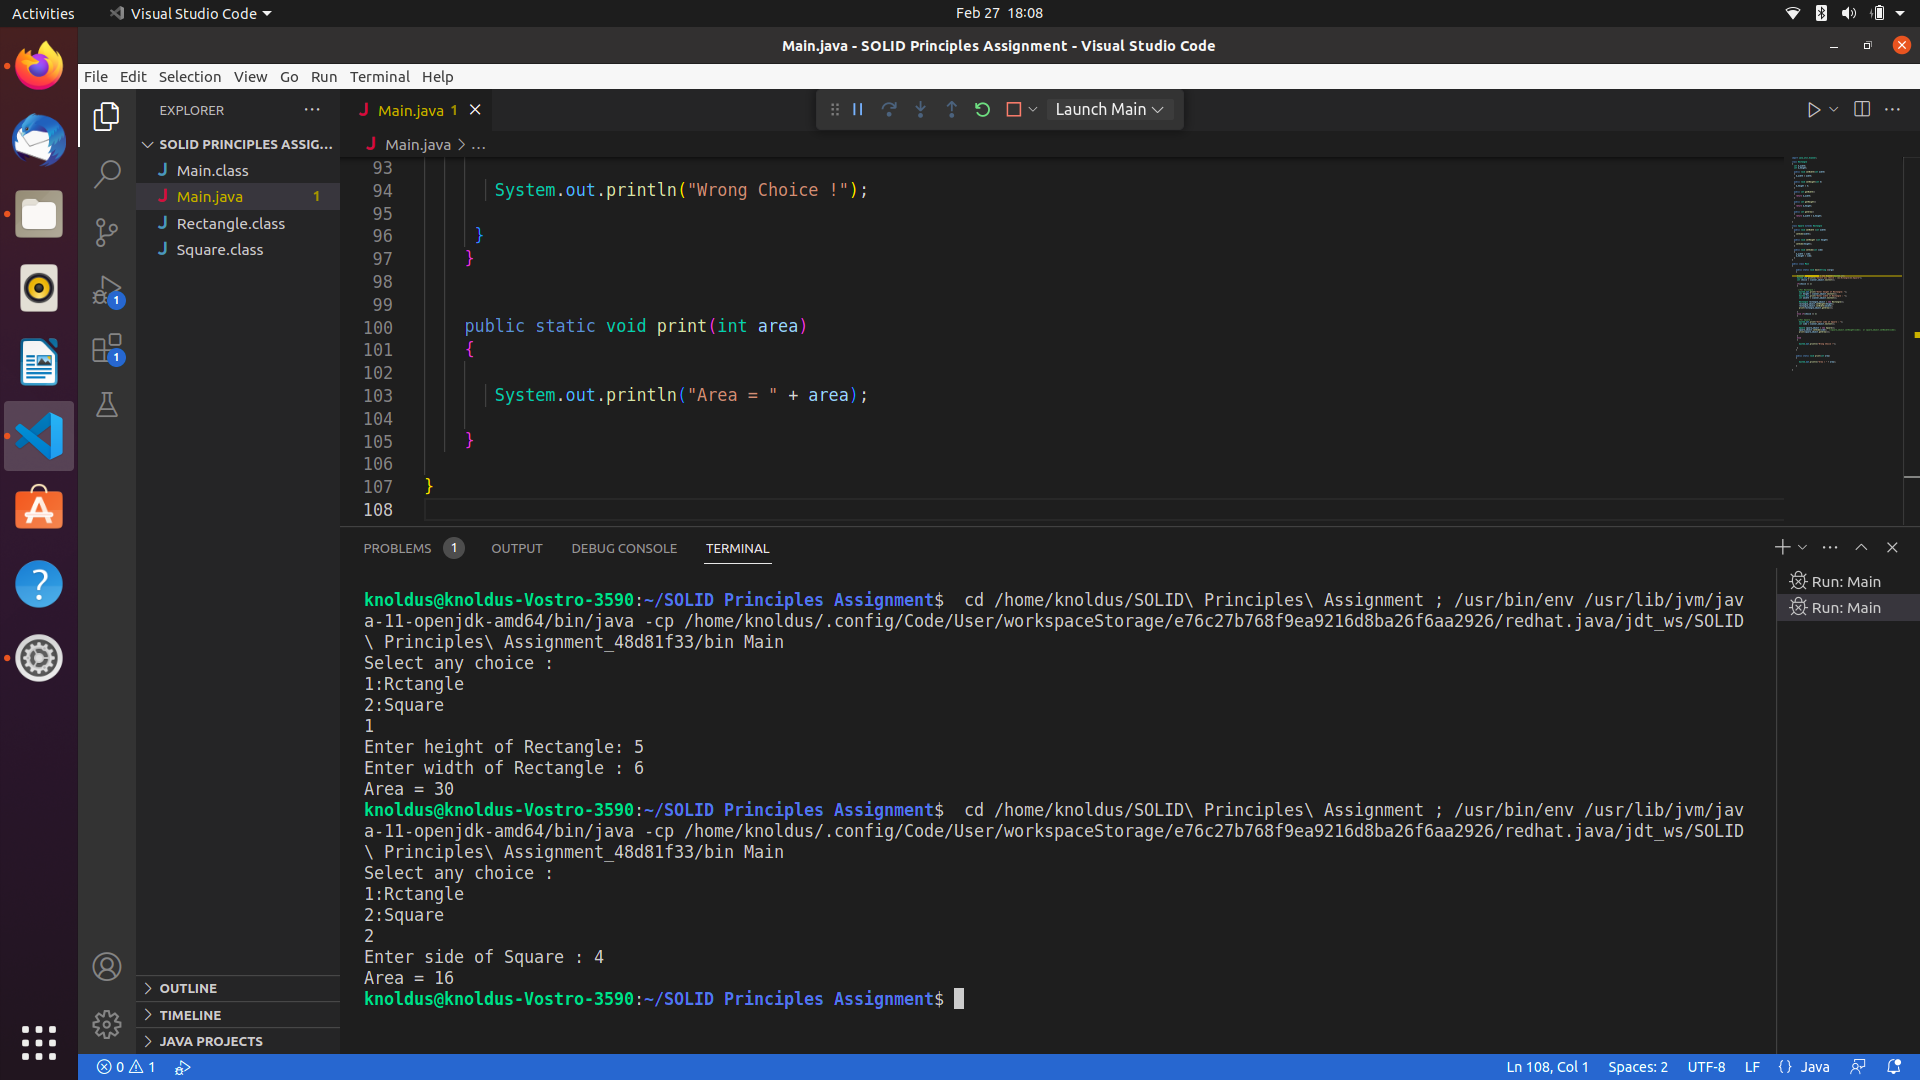 Activities
Visual Studio Code
Feb 27 18:08
Main.java - SOLID Principles Assignment - Visual Studio Code
File Edit Selection View Go Run Terminal Help
EXPLORER
Main.java 1
Launch Main
SOLID PRINCIPLES ASSIG...
Main.java > ...
Main.class
Main.java 1
Rectangle.class
Square.class
93
94 System.out.println("Wrong Choice !");
95
96 }
97 }
98
99
100 public static void print(int area)
101 {
102
103 System.out.println("Area = " + area);
104
105 }
106
107 }
108
1
1
PROBLEMS 1 OUTPUT DEBUG CONSOLE TERMINAL
Run: Main
Run: Main
knoldus@knoldus-Vostro-3590:~/SOLID Principles Assignment$ cd /home/knoldus/SOLID\ Principles\ Assignment ; /usr/bin/env /usr/lib/jvm/jav
a-11-openjdk-amd64/bin/java -cp /home/knoldus/.config/Code/User/workspaceStorage/e76c27b768f9ea9216d8ba26f6aa2926/redhat.java/jdt_ws/SOLID
\ Principles\ Assignment_48d81f33/bin Main
Select any choice :
1:Rctangle
2:Square
1
Enter height of Rectangle: 5
Enter width of Rectangle : 6
Area = 30
knoldus@knoldus-Vostro-3590:~/SOLID Principles Assignment$ cd /home/knoldus/SOLID\ Principles\ Assignment ; /usr/bin/env /usr/lib/jvm/jav
a-11-openjdk-amd64/bin/java -cp /home/knoldus/.config/Code/User/workspaceStorage/e76c27b768f9ea9216d8ba26f6aa2926/redhat.java/jdt_ws/SOLID
\ Principles\ Assignment_48d81f33/bin Main
Select any choice :
1:Rctangle
2:Square
2
Enter side of Square : 4
Area = 16
knoldus@knoldus-Vostro-3590:~/SOLID Principles Assignment$
OUTLINE
TIMELINE
JAVA PROJECTS
0 1
Ln 108, Col 1 Spaces: 2 UTF-8 LF {} Java